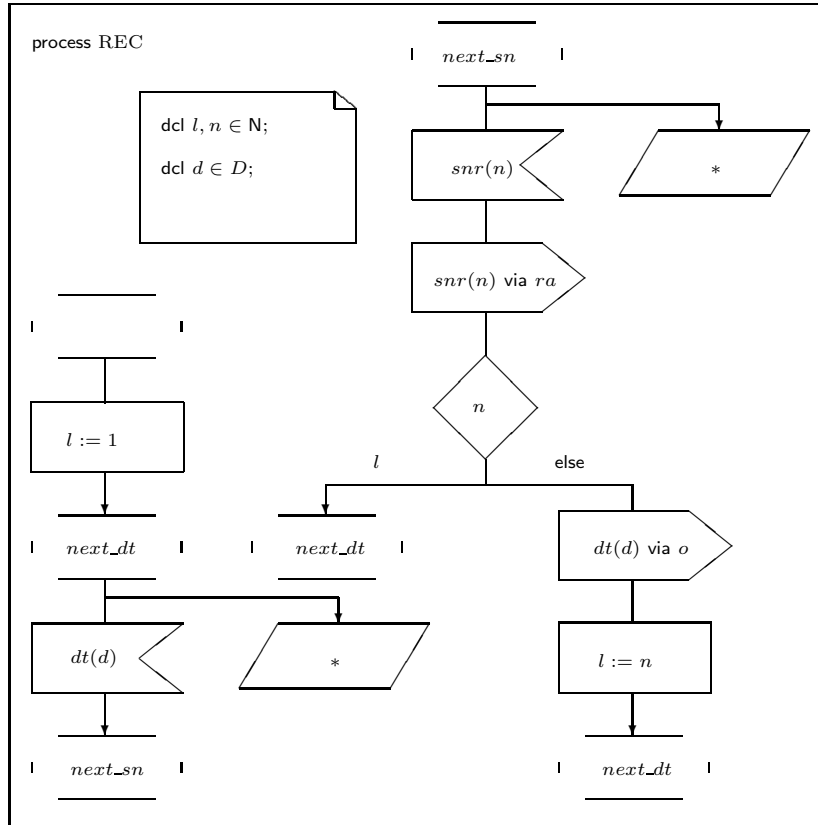 process REC
next_sn
dcl l, n ∈ N;
dcl d ∈ D;
snr(n)
*
snr(n) via ra
n
l := 1
l
else
next_dt
next_dt
dt(d) via o
dt(d)
*
l := n
next_sn
next_dt